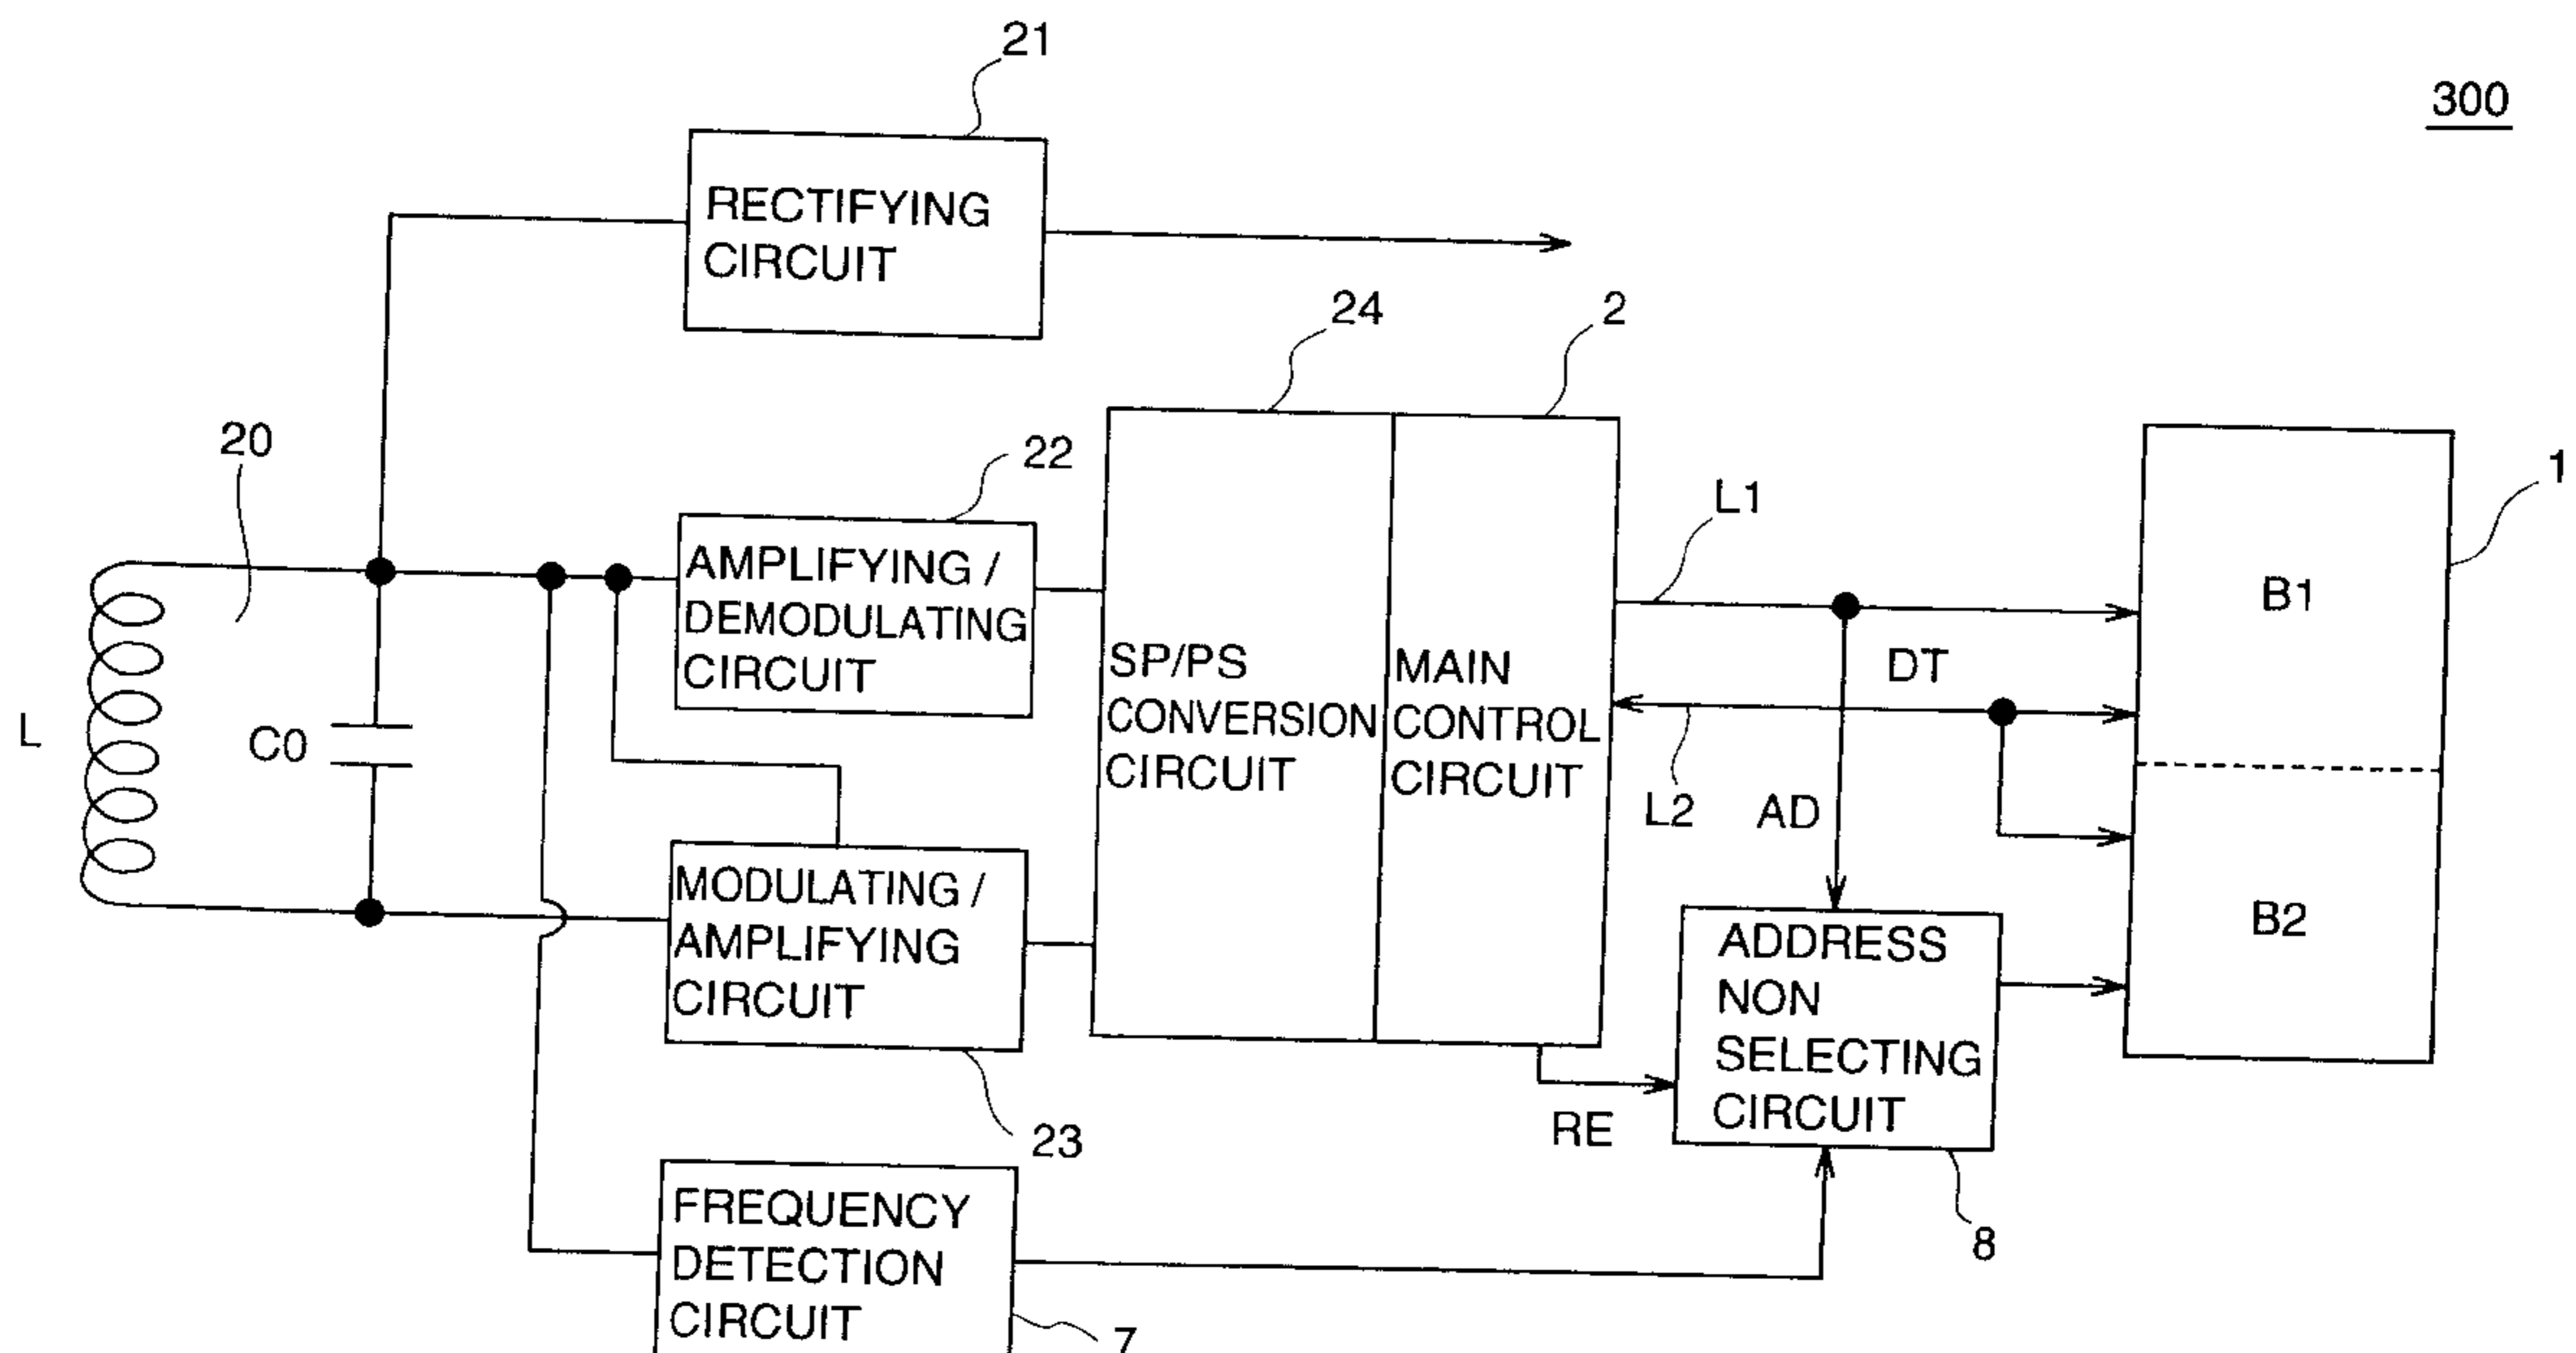 21
300
RECTIFYING
CIRCUIT
24
2
20
22
1
L1
AMPLIFYING /
DEMODULATING
CIRCUIT
B1
SP/PS
CONVERSION
CIRCUIT
MAIN
CONTROL
CIRCUIT
DT
L
C0
L2
AD
MODULATING /
AMPLIFYING
CIRCUIT
ADDRESS
NON
SELECTING
CIRCUIT
B2
RE
23
FREQUENCY
DETECTION
CIRCUIT
8
7